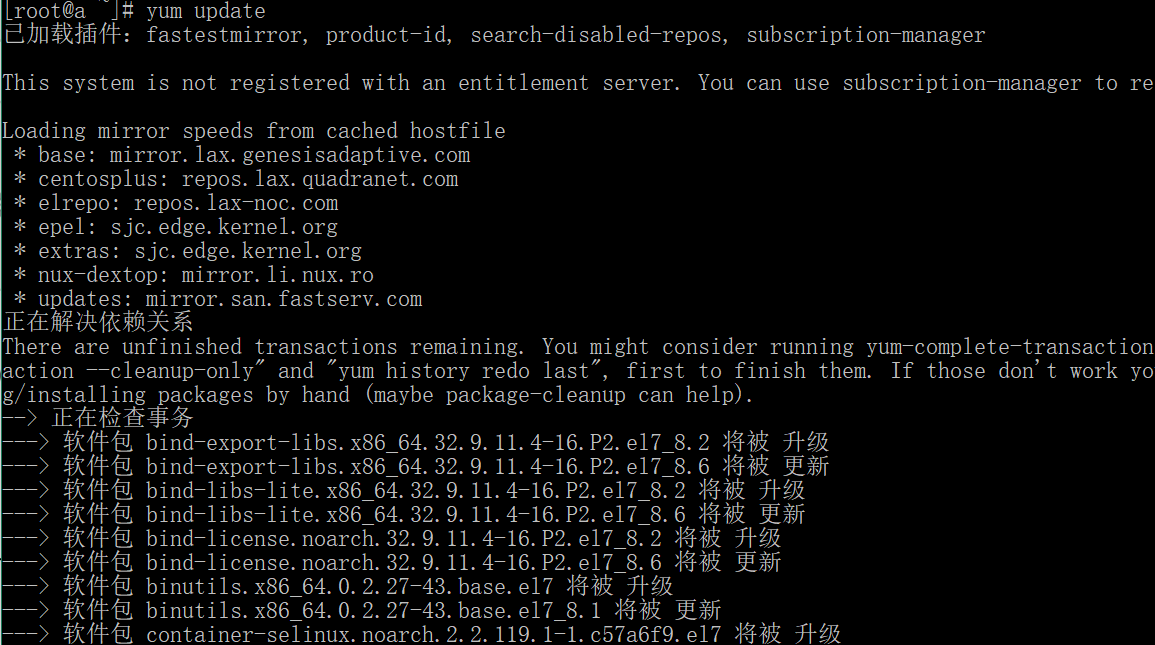 [root@a ~]# yum update
已加载插件：fastestmirror, product-id, search-disabled-repos, subscription-manager
This system is not registered with an entitlement server. You can use subscription-manager to re
Loading mirror speeds from cached hostfile
* base: mirror.lax.genesisadaptive.com
* centosplus: repos.lax.quadranet.com
* elrepo: repos.lax-noc.com
* epel: sjc.edge.kernel.org
* extras: sjc.edge.kernel.org
* nux-dextop: mirror.li.nux.ro
* updates: mirror.san.fastserv.com
正在解决依赖关系
There are unfinished transactions remaining. You might consider running yum-complete-transaction
action --cleanup-only" and "yum history redo last", first to finish them. If those don't work yo
g/installing packages by hand (maybe package-cleanup can help).
--> 正在检查事务
---> 软件包 bind-export-libs.x86_64.32.9.11.4-16.P2.el7_8.2 将被 升级
---> 软件包 bind-export-libs.x86_64.32.9.11.4-16.P2.el7_8.6 将被 更新
---> 软件包 bind-libs-lite.x86_64.32.9.11.4-16.P2.el7_8.2 将被 升级
---> 软件包 bind-libs-lite.x86_64.32.9.11.4-16.P2.el7_8.6 将被 更新
---> 软件包 bind-license.noarch.32.9.11.4-16.P2.el7_8.2 将被 升级
---> 软件包 bind-license.noarch.32.9.11.4-16.P2.el7_8.6 将被 更新
---> 软件包 binutils.x86_64.0.2.27-43.base.el7 将被 升级
---> 软件包 binutils.x86_64.0.2.27-43.base.el7_8.1 将被 更新
---> 软件包 container-selinux.noarch.2.2.119.1-1.c57a6f9.el7 将被 升级